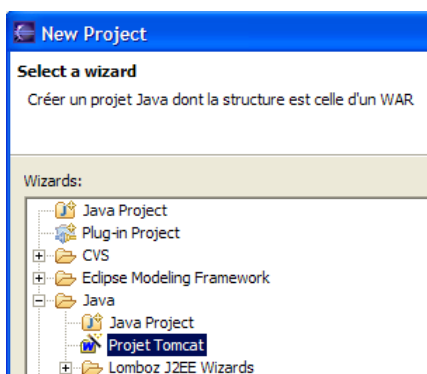 New Project
Select a wizard
Créer un projet Java dont la structure est celle d'un WAR
Wizards:
Java Project
Plug-in Project
CVS
Eclipse Modeling Framework
Java
Java Project
Projet Tomcat
Lomboz J2EE Wizards